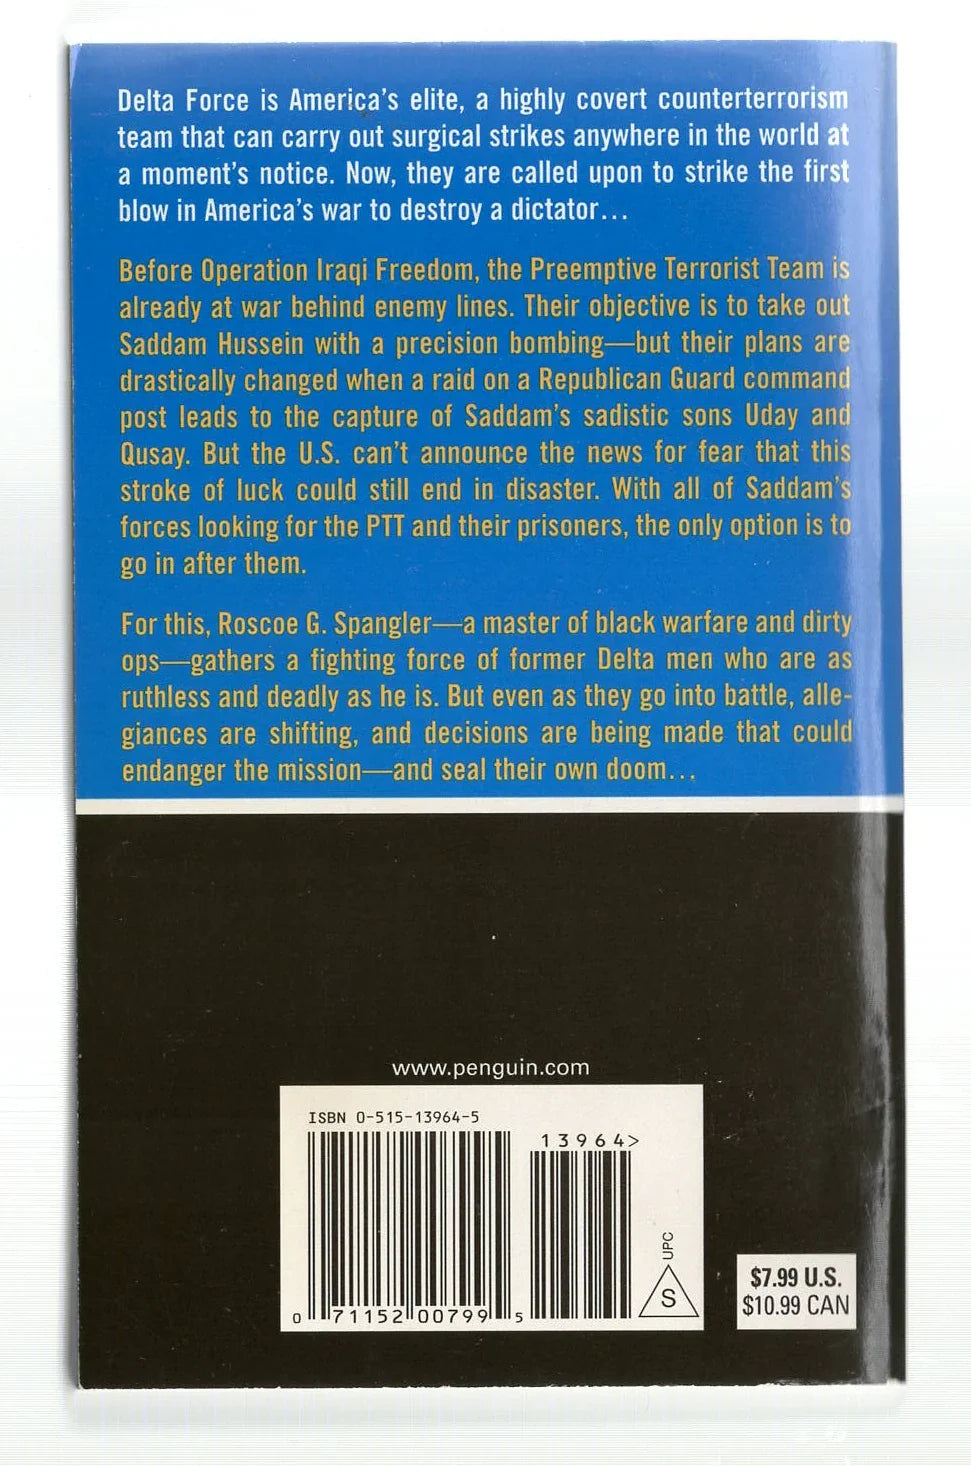 Delta Force is America's elite, a highly covert counterterrorism
team that can carry out surgical strikes anywhere in the world at
a moment's notice. Now, they are called upon to strike the first
blow in America's war to destroy a dictator...
Before Operation Iraqi Freedom, the Preemptive Terrorist Team is
already at war behind enemy lines. Their objective is to take out
Saddam Hussein with a precision bombing—but their plans are
drastically changed when a raid on a Republican Guard command
post leads to the capture of Saddam's sadistic sons Uday and
Qusay. But the U.S. can't announce the news for fear that this
stroke of luck could still end in disaster. With all of Saddam's
forces looking for the PTT and their prisoners, the only option is to
go in after them.
For this, Roscoe G. Spangler—a master of black warfare and dirty
ops—gathers a fighting force of former Delta men who are as
ruthless and deadly as he is. But even as they go into battle, alle-
giances are shifting, and decisions are being made that could
endanger the mission—and seal their own doom...
www.penguin.com
ISBN 0-515-13964-5
13964>
0 71152 00799 5
UPC
S
$7.99 U.S.
$10.99 CAN